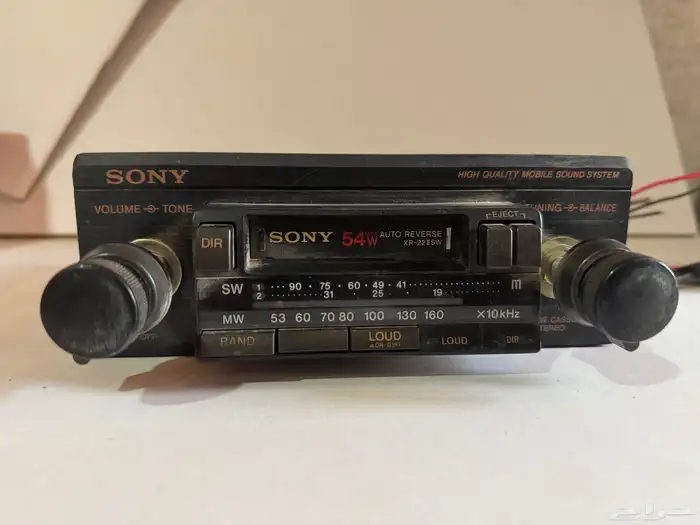 SONY HIGH QUALITY MOBILE SOUND SYSTEM
VOLUME TONE TUNING BALANCE
EJECT
DIR SONY 54W AUTO REVERSE
SW 1 90 75 60 49 41 m
2 31 25 19
MW 53 60 70 80 100 130 160 ×10kHz
BAND LOUD LOUD DIR
STEREO
حراج